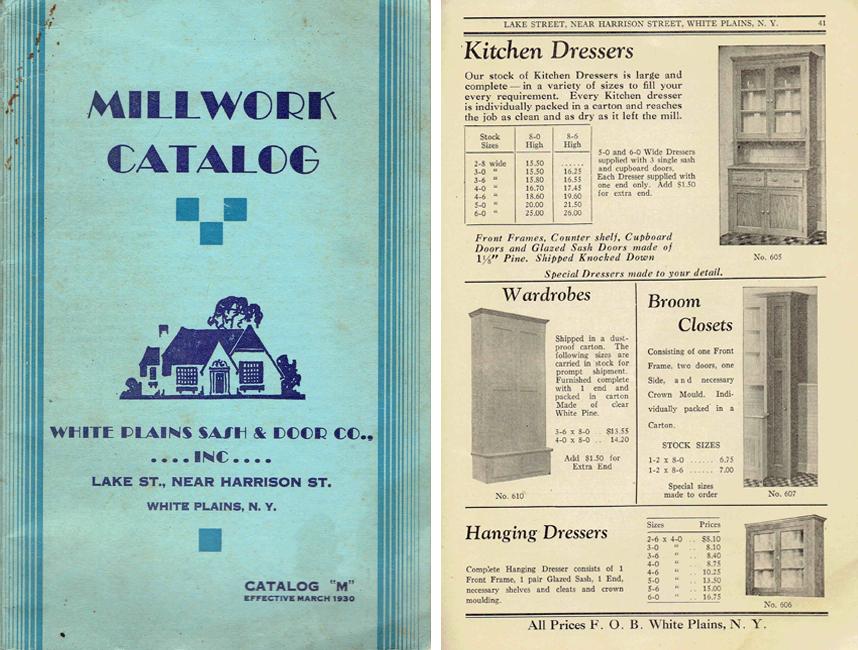 MILLWORK
CATALOG
WHITE PLAINS SASH & DOOR CO.,
....INC....
LAKE ST., NEAR HARRISON ST.
WHITE PLAINS, N. Y.
CATALOG "M"
EFFECTIVE MARCH 1930
LAKE STREET, NEAR HARRISON STREET, WHITE PLAINS, N. Y. 41
Kitchen Dressers
Our stock of Kitchen Dressers is large and
complete — in a variety of sizes to fill your
every requirement. Every Kitchen dresser
is individually packed in a carton and reaches
the job as clean and as dry as it left the mill.
Stock Sizes 8-0 High 8-6 High
2-8 wide 15.50 ......
3-0 " 15.50 16.25
3-6 " 15.80 16.55
4-0 " 16.70 17.45
4-6 " 18.60 19.60
5-0 " 20.00 21.50
6-0 " 25.00 26.00
5-0 and 6-0 Wide Dressers
supplied with 3 single sash
and cupboard doors.
Each Dresser supplied with
one end only. Add $1.50
for extra end.
Front Frames, Counter shelf, Cupboard
Doors and Glazed Sash Doors made of
1⅛" Pine. Shipped Knocked Down
No. 605
Special Dressers made to your detail.
Wardrobes
Shipped in a dust-
proof carton. The
following sizes are
carried in stock for
prompt shipment.
Furnished complete
with 1 end and
packed in carton
Made of clear
White Pine.
3-6 x 8-0 .. $13.55
4-0 x 8-0 .. 14.20
Add $1.50 for
Extra End
No. 610
Broom
Closets
Consisting of one Front
Frame, two doors, one
Side, and necessary
Crown Mould. Indi-
vidually packed in a
Carton.
STOCK SIZES
1-2 x 8-0 ...... 6.75
1-2 x 8-6 ...... 7.00
Special sizes
made to order
No. 607
Hanging Dressers
Complete Hanging Dresser consists of 1
Front Frame, 1 pair Glazed Sash, 1 End,
necessary shelves and cleats and crown
moulding.
Sizes Prices
2-6 x 4-0 .. $8.10
3-0 " .. 8.10
3-6 " .. 8.40
4-0 " .. 8.75
4-6 " .. 10.25
5-0 " .. 13.50
5-6 " .. 15.00
6-0 " .. 16.75
No. 606
All Prices F. O. B. White Plains, N. Y.